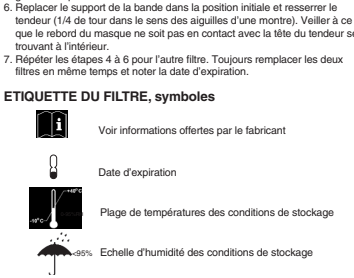 6. Replacer le support de la bande dans la position initiale et resserrer le
tendeur (1/4 de tour dans le sens des aiguilles d'une montre). Veiller à ce
que le rebord du masque ne soit pas en contact avec la tête du tendeur se
trouvant à l'intérieur.
7. Répéter les étapes 4 à 6 pour l'autre filtre. Toujours remplacer les deux
filtres en même temps et noter la date d'expiration.
ETIQUETTE DU FILTRE, symboles
i
Voir informations offertes par le fabricant
Date d'expiration
+40°C
-10°C
Plage de températures des conditions de stockage
<95% Echelle d'humidité des conditions de stockage